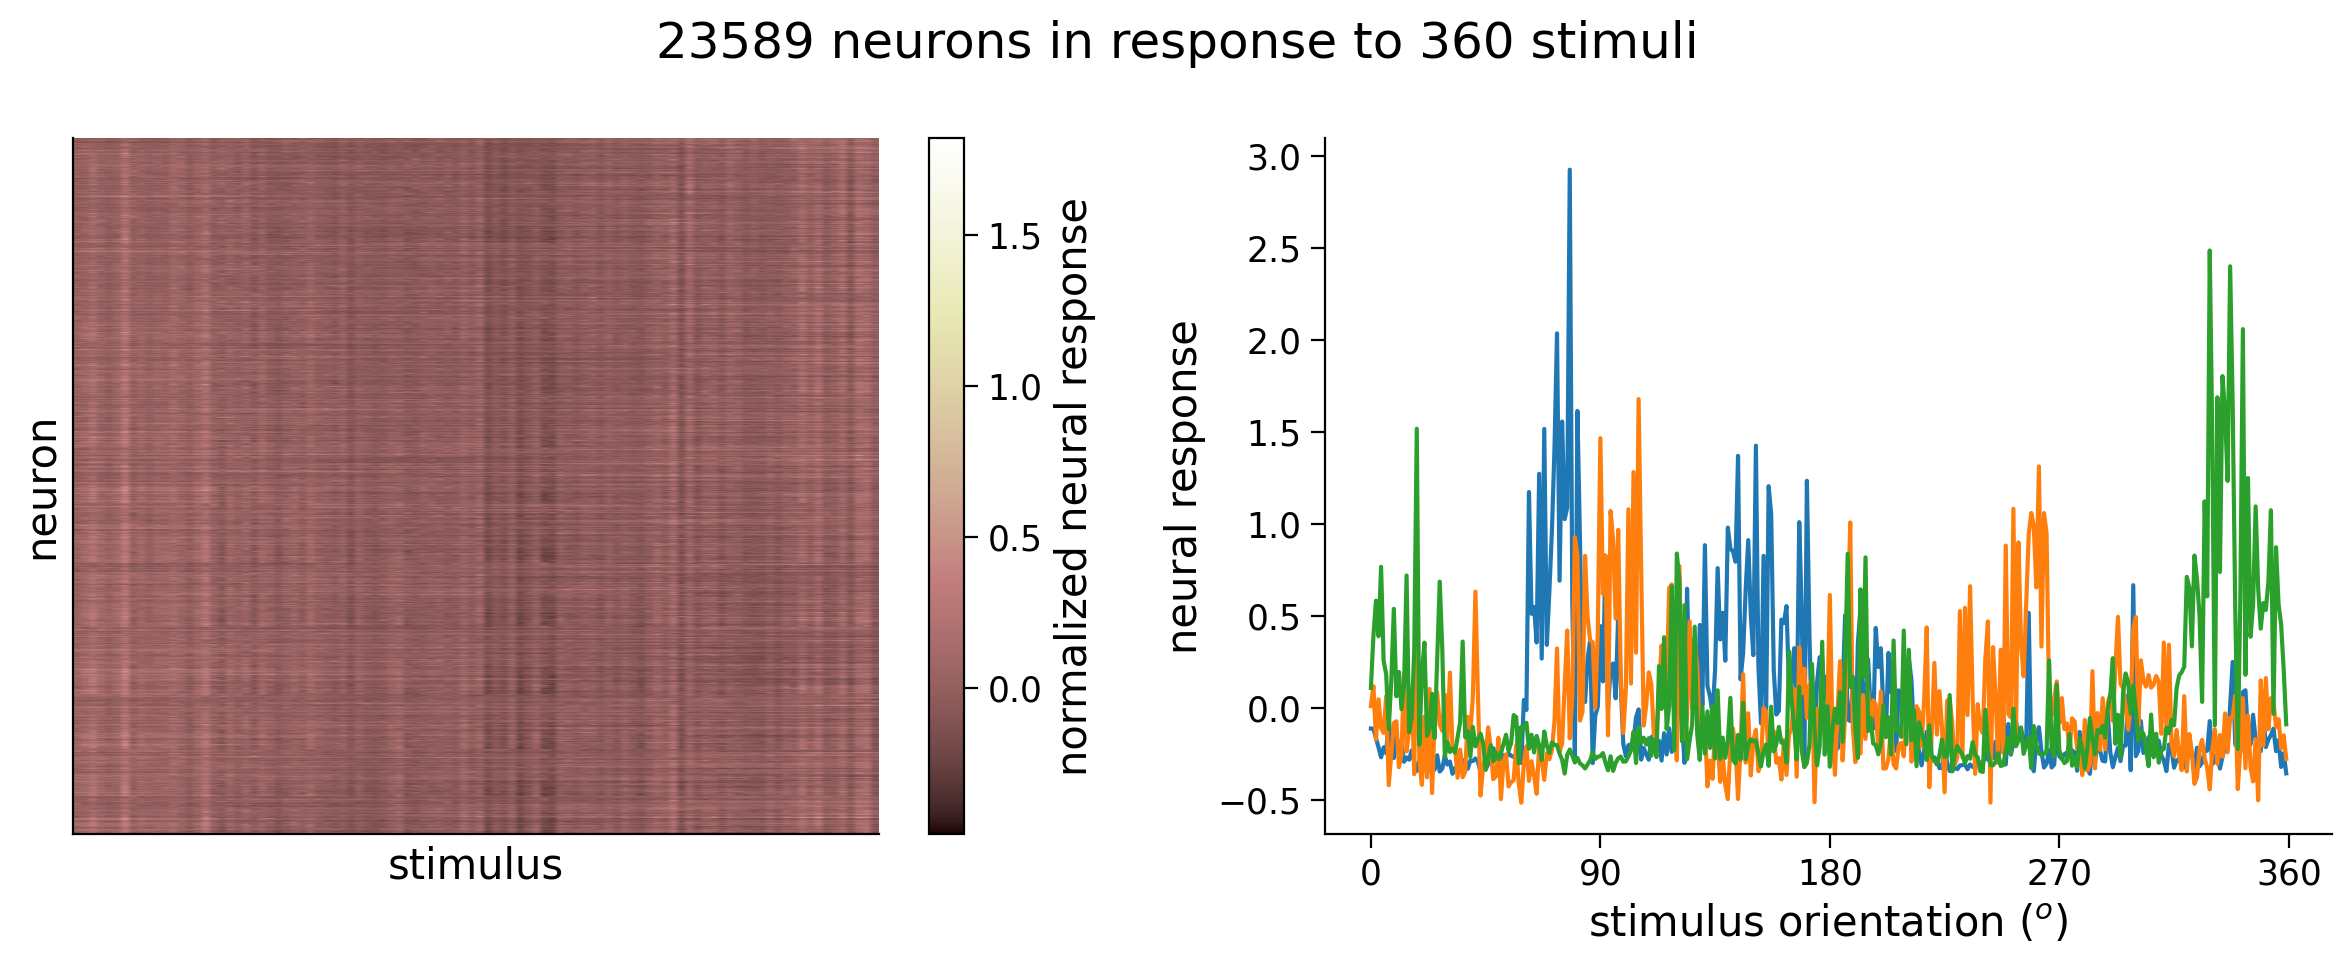 23589 neurons in response to 360 stimuli
neuron
stimulus
1.5
1.0
0.5
0.0
normalized neural response
neural response
3.0
2.5
2.0
1.5
1.0
0.5
0.0
−0.5
0 90 180 270 360
stimulus orientation (ᵒ)